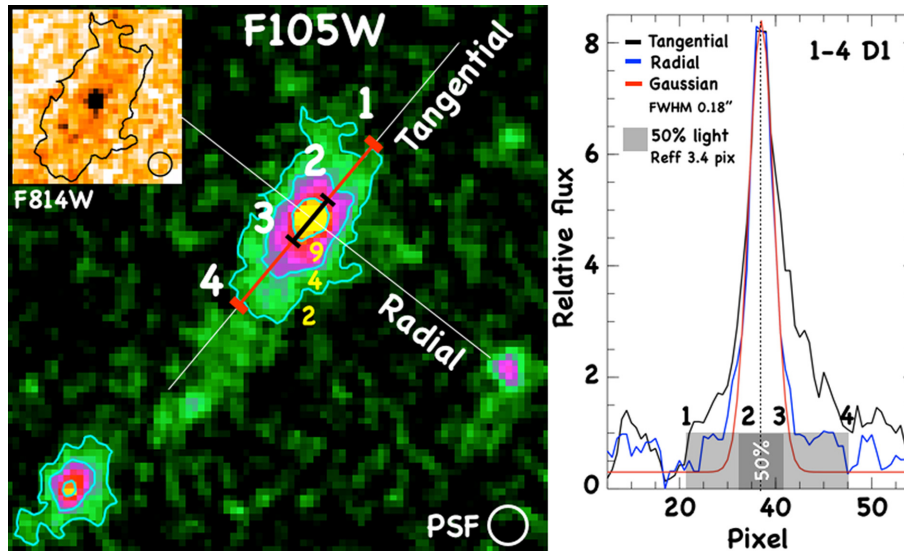 F105W
F814W
Tangential
Radial
1
2
3
4
9
4
2
PSF
1-4 D1
Tangential
Radial
Gaussian
FWHM 0.18"
50% light
Reff 3.4 pix
Relative flux
8
6
4
2
0
1
2
3
4
50%
20
40
60
Pixel